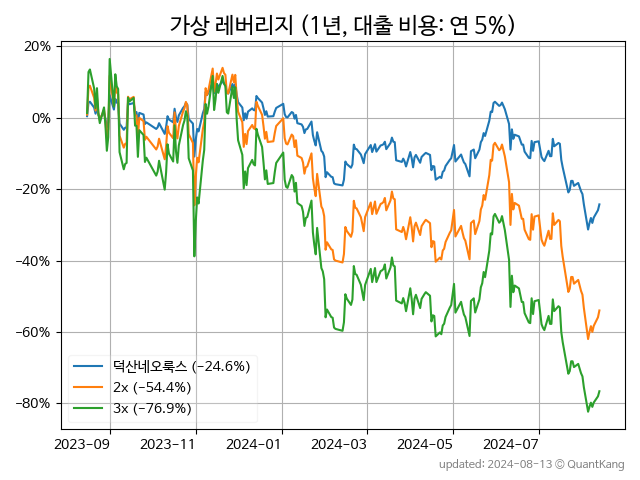 가상 레버리지 (1년, 대출 비용: 연 5%)
20%
0%
−20%
−40%
−60%
−80%
덕산네오룩스 (−24.6%)
2x (−54.4%)
3x (−76.9%)
2023-09 2023-11 2024-01 2024-03 2024-05 2024-07
updated: 2024-08-13 © QuantKang